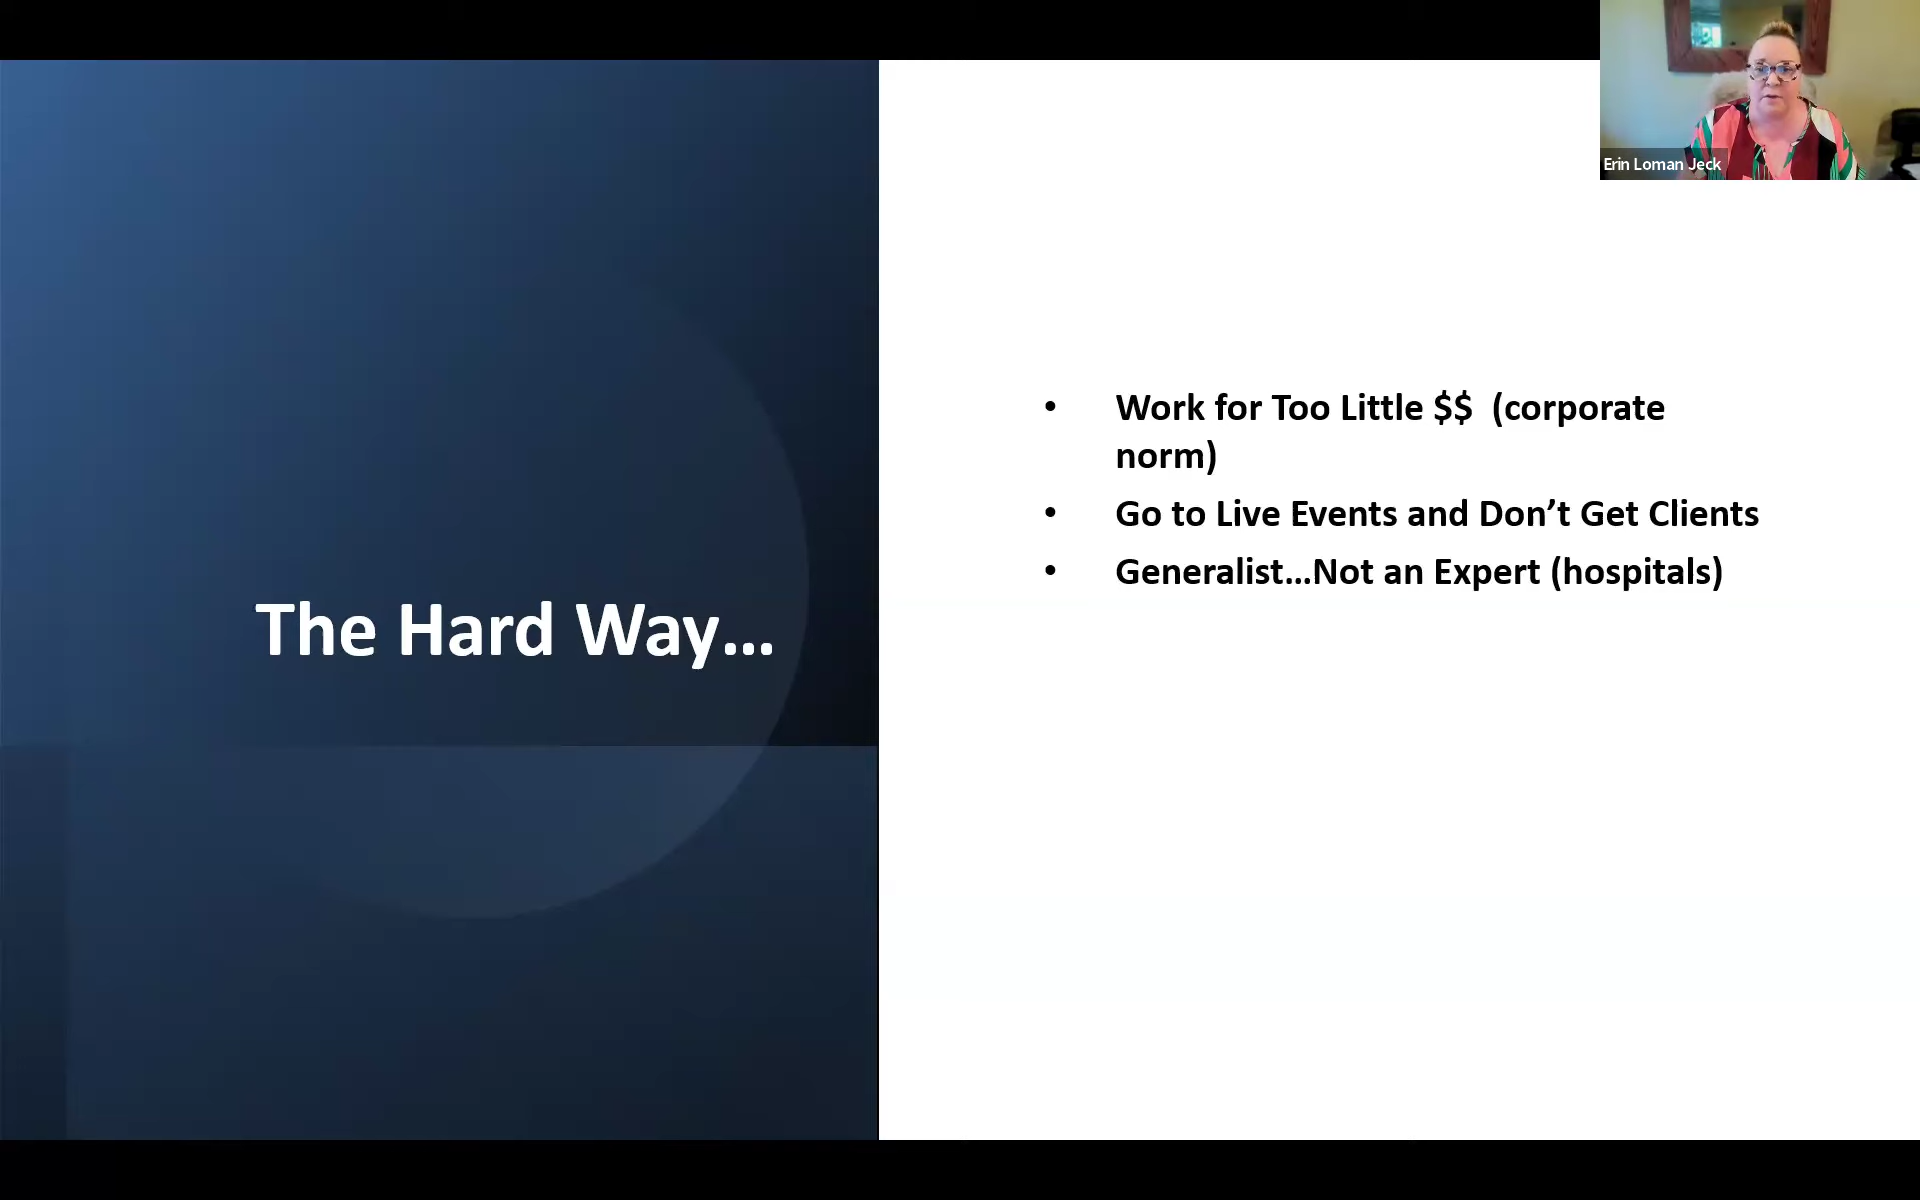 Erin Loman Jeck
The Hard Way...
• Work for Too Little $$  (corporate
norm)
• Go to Live Events and Don’t Get Clients
• Generalist...Not an Expert (hospitals)